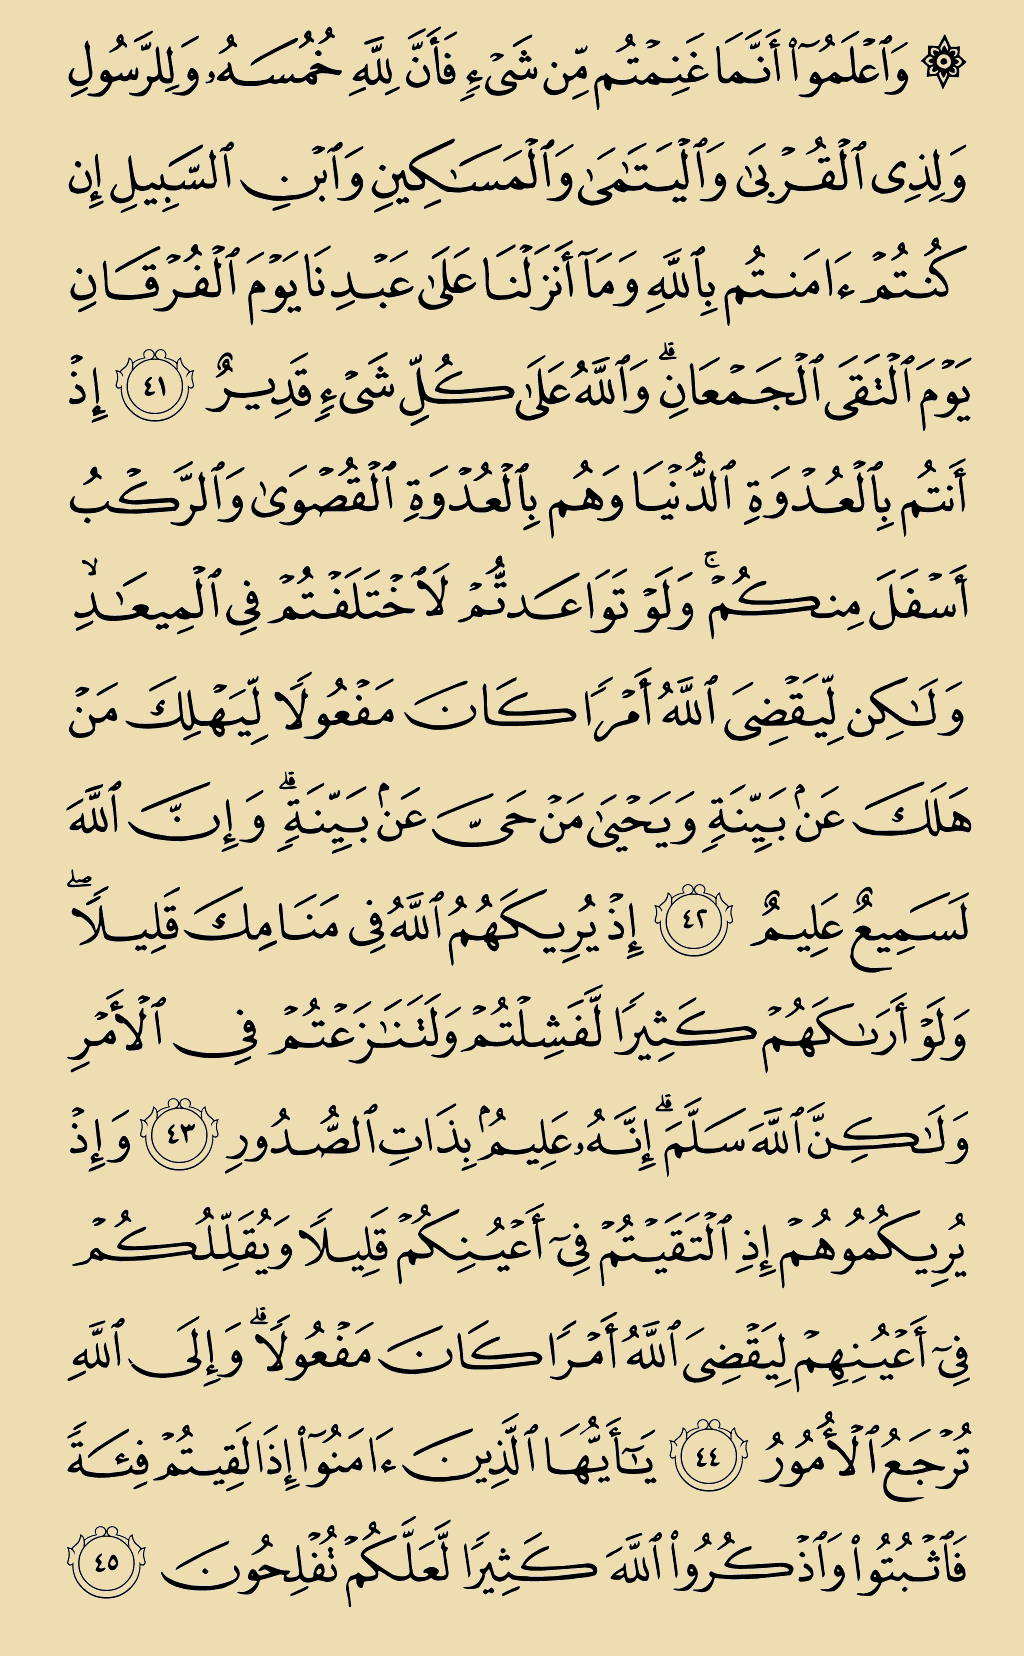 ۞ وَٱعۡلَمُوٓاْ أَنَّمَا غَنِمۡتُم مِّن شَيۡءٖ فَأَنَّ لِلَّهِ خُمُسَهُۥ وَلِلرَّسُولِ
وَلِذِي ٱلۡقُرۡبَىٰ وَٱلۡيَتَٰمَىٰ وَٱلۡمَسَٰكِينِ وَٱبۡنِ ٱلسَّبِيلِ إِن
كُنتُمۡ ءَامَنتُم بِٱللَّهِ وَمَآ أَنزَلۡنَا عَلَىٰ عَبۡدِنَا يَوۡمَ ٱلۡفُرۡقَانِ
يَوۡمَ ٱلۡتَقَى ٱلۡجَمۡعَانِۗ وَٱللَّهُ عَلَىٰ كُلِّ شَيۡءٖ قَدِيرٌ ٤١ إِذۡ
أَنتُم بِٱلۡعُدۡوَةِ ٱلدُّنۡيَا وَهُم بِٱلۡعُدۡوَةِ ٱلۡقُصۡوَىٰ وَٱلرَّكۡبُ
أَسۡفَلَ مِنكُمۡۚ وَلَوۡ تَوَاعَدتُّمۡ لَٱخۡتَلَفۡتُمۡ فِي ٱلۡمِيعَٰدِ ۙ
وَلَٰكِن لِّيَقۡضِيَ ٱللَّهُ أَمۡرٗا كَانَ مَفۡعُولٗا لِّيَهۡلِكَ مَنۡ
هَلَكَ عَنۢ بَيِّنَةٖ وَيَحۡيَىٰ مَنۡ حَيَّ عَنۢ بَيِّنَةٖۗ وَإِنَّ ٱللَّهَ
لَسَمِيعٌ عَلِيمٌ ٤٢ إِذۡ يُرِيكَهُمُ ٱللَّهُ فِي مَنَامِكَ قَلِيلٗاۖ
وَلَوۡ أَرَىٰكَهُمۡ كَثِيرٗا لَّفَشِلۡتُمۡ وَلَتَنَٰزَعۡتُمۡ فِي ٱلۡأَمۡرِ
وَلَٰكِنَّ ٱللَّهَ سَلَّمَۗ إِنَّهُۥ عَلِيمُۢ بِذَاتِ ٱلصُّدُورِ ٤٣ وَإِذۡ
يُرِيكُمُوهُمۡ إِذِ ٱلۡتَقَيۡتُمۡ فِيٓ أَعۡيُنِكُمۡ قَلِيلٗا وَيُقَلِّلُكُمۡ
فِيٓ أَعۡيُنِهِمۡ لِيَقۡضِيَ ٱللَّهُ أَمۡرٗا كَانَ مَفۡعُولٗاۗ وَإِلَى ٱللَّهِ
تُرۡجَعُ ٱلۡأُمُورُ ٤٤ يَٰٓأَيُّهَا ٱلَّذِينَ ءَامَنُوٓاْ إِذَا لَقِيتُمۡ فِئَةٗ
فَٱثۡبُتُواْ وَٱذۡكُرُواْ ٱللَّهَ كَثِيرٗا لَّعَلَّكُمۡ تُفۡلِحُونَ ٤٥